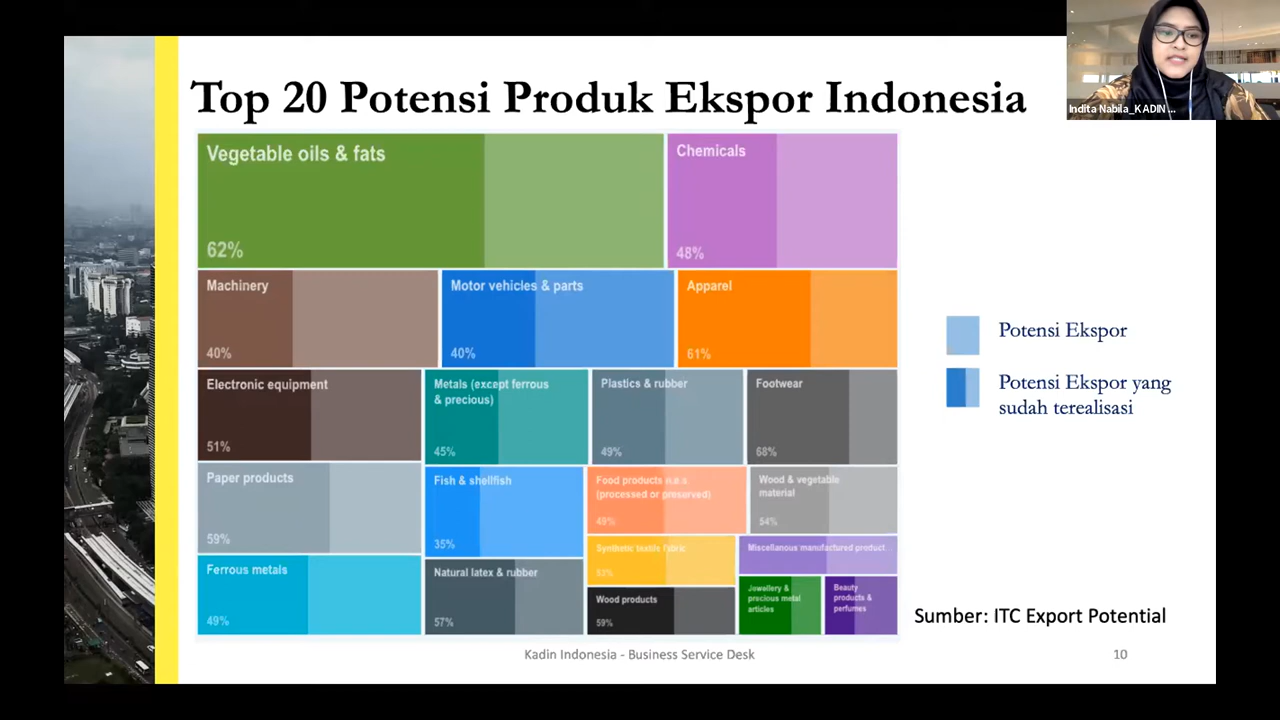 Indita Nabila_KADIN ...
Top 20 Potensi Produk Ekspor Indonesia
Vegetable oils & fats
62%
Chemicals
48%
Machinery
40%
Motor vehicles & parts
40%
Apparel
61%
Electronic equipment
51%
Metals (except ferrous
& precious)
45%
Plastics & rubber
49%
Footwear
68%
Paper products
59%
Fish & shellfish
35%
Food products n.e.s.
(processed or preserved)
49%
Wood & vegetable
material
54%
Synthetic textile fabric
Miscellanous manufactured product...
Ferrous metals
49%
Natural latex & rubber
57%
Wood products
59%
Jewellery &
precious metal
articles
Beauty
products &
perfumes
Potensi Ekspor
Potensi Ekspor yang
sudah terealisasi
Sumber: ITC Export Potential
Kadin Indonesia - Business Service Desk
10